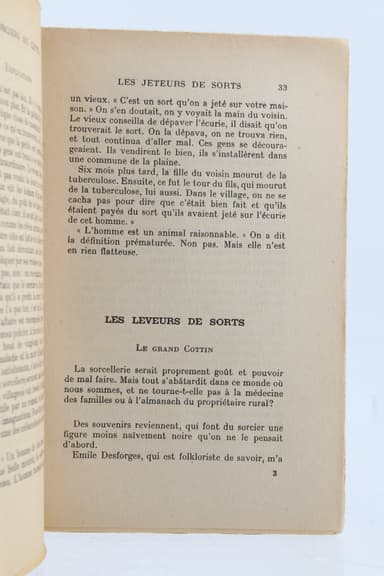 LES JETEURS DE SORTS 33
un vieux. « C'est un sort qu'on a jeté sur votre mai-
son. » On s'en doutait, on y voyait la main du voisin.
Le vieux conseilla de dépaver l'écurie, il disait qu'on
trouverait le sort. On la dépava, on ne trouva rien,
et tout continua d'aller mal. Ces gens se découra-
geaient. Ils vendirent le bien, ils s'installèrent dans
une commune de la plaine.
Six mois plus tard, la fille du voisin mourut de la
tuberculose. Ensuite, ce fut le tour du fils, qui mourut
de la tuberculose, lui aussi. Dans le village, on ne se
cacha pas pour dire que c'était bien fait et qu'ils
étaient payés du sort qu'ils avaient jeté sur l'écurie
de cet homme. »
« L'homme est un animal raisonnable. » On a dit
la définition prématurée. Non pas. Mais elle n'est
en rien flatteuse.
LES LEVEURS DE SORTS
LE GRAND COTTIN
La sorcellerie serait proprement goût et pouvoir
de mal faire. Mais tout s'abâtardit dans ce monde où
nous sommes, et ne tourne-t-elle pas à la médecine
des familles ou à l'almanach du propriétaire rural?
Des souvenirs reviennent, qui font du sorcier une
figure moins naïvement noire qu'on ne le pensait
d'abord.
Emile Desforges, qui est folkloriste de savoir, m'a
3